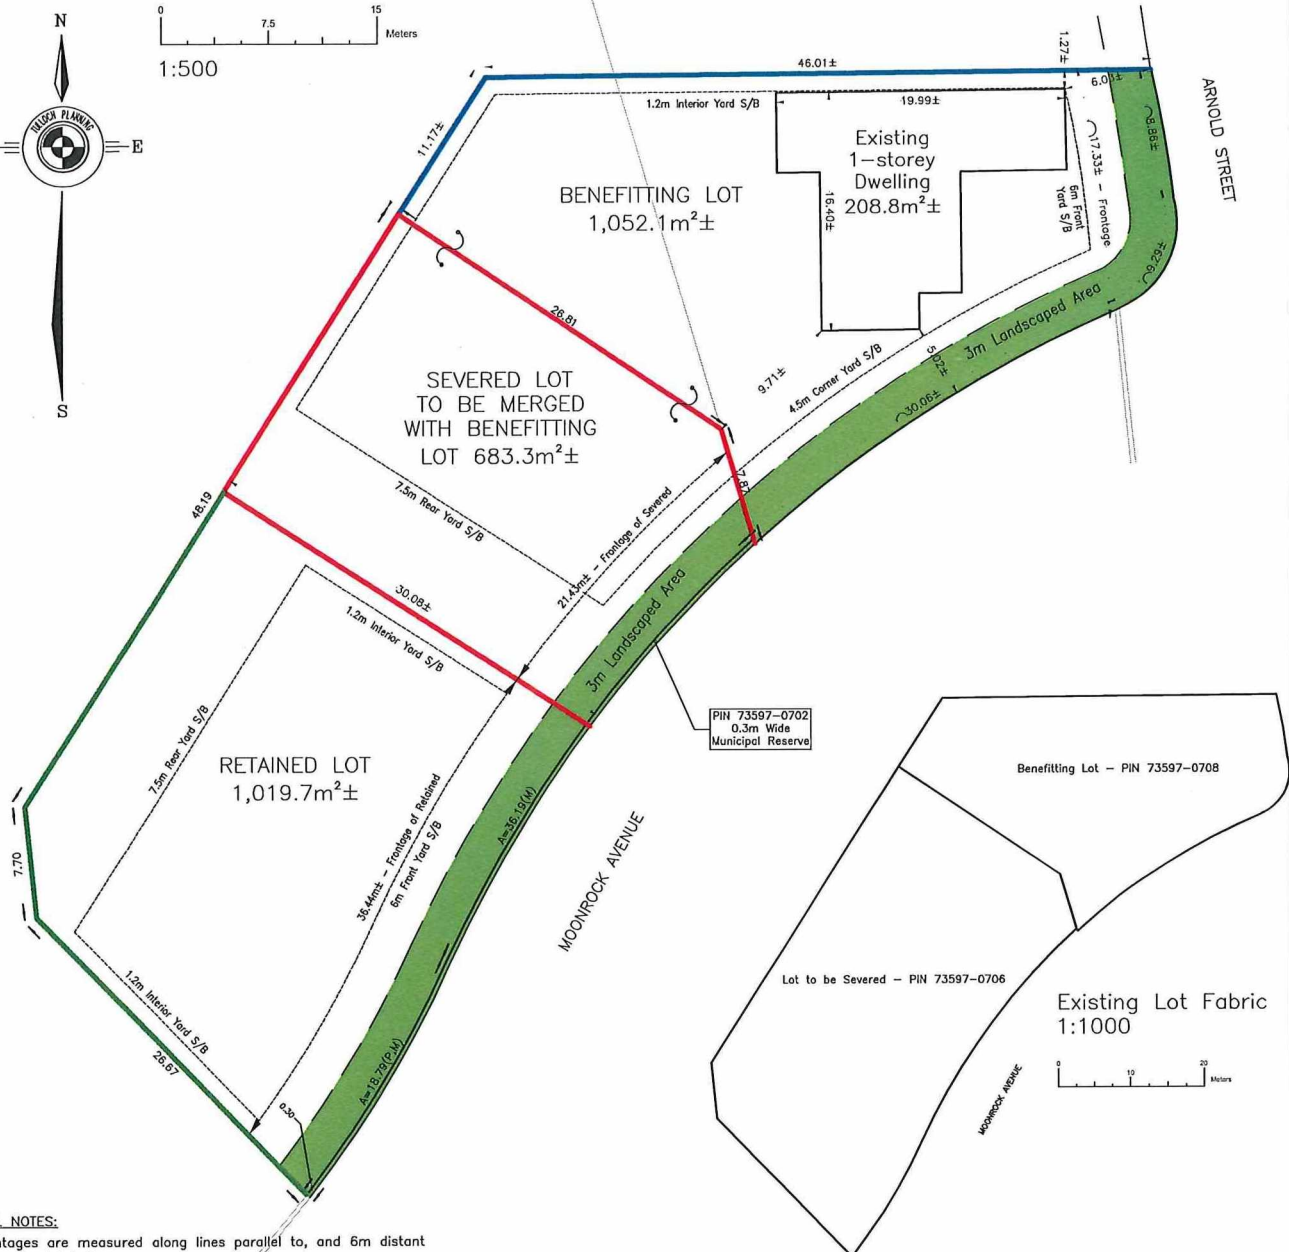 N
TULLOCH PLANNING
E
S
0
7.5
15
Meters
1:500
46.01±
1.27±
6.03±
11.17±
1.2m Interior Yard S/B
19.99±
ARNOLD STREET
8.86±
17.33± - Frontage
6m Front
Yard S/B
Existing
1-storey
Dwelling
208.8m²±
16.40±
BENEFITTING LOT
1,052.1m²±
9.29±
3m Landscaped Area
5.02±
30.06±
9.71±
4.5m Corner Yard S/B
26.81
SEVERED LOT
TO BE MERGED
WITH BENEFITTING
LOT 683.3m²±
7.5m Rear Yard S/B
21.43m± - Frontage of Severed
48.19
30.08±
1.2m Interior Yard S/B
3m Landscaped Area
PIN 73597-0702
0.3m Wide
Municipal Reserve
7.5m Rear Yard S/B
RETAINED LOT
1,019.7m²±
36.44m± - Frontage of Retained
6m Front Yard S/B
A=36.19(M)
MOONROCK AVENUE
7.70
1.2m Interior Yard S/B
26.67
A=18.79(P,M)
0.30
Benefitting Lot - PIN 73597-0708
Lot to be Severed - PIN 73597-0706
Existing Lot Fabric
1:1000
0
10
20
Meters
MOONROCK AVENUE
NOTES:
ntages are measured along lines parallel to, and 6m distant